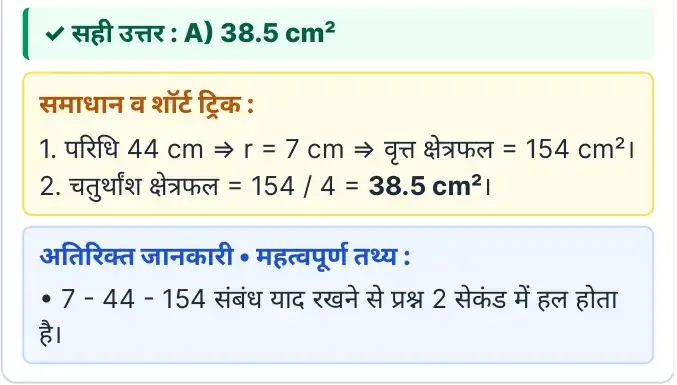 ✓ सही उत्तर : A) 38.5 cm²
समाधान व शॉर्ट ट्रिक :
1. परिधि 44 cm ⇒ r = 7 cm ⇒ वृत्त क्षेत्रफल = 154 cm²।
2. चतुर्थांश क्षेत्रफल = 154 / 4 = 38.5 cm²।
अतिरिक्त जानकारी • महत्वपूर्ण तथ्य :
• 7 - 44 - 154 संबंध याद रखने से प्रश्न 2 सेकंड में हल होता
है।